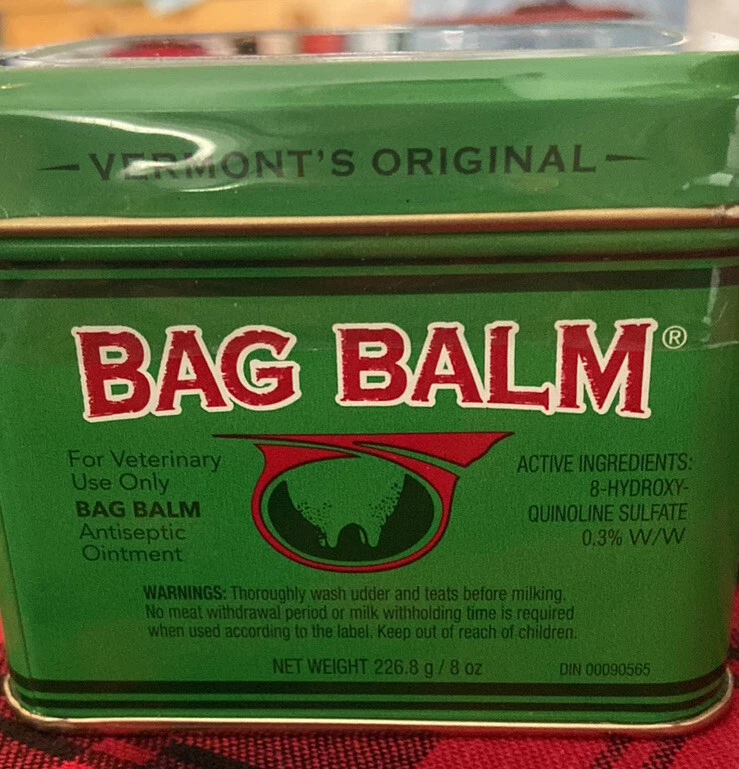 VERMONT'S ORIGINAL
BAG BALM®
For Veterinary
Use Only
BAG BALM
Antiseptic
Ointment
ACTIVE INGREDIENTS:
8-HYDROXY-
QUINOLINE SULFATE
0.3% W/W
WARNINGS: Thoroughly wash udder and teats before milking.
No meat withdrawal period or milk withholding time is required
when used according to the label. Keep out of reach of children.
NET WEIGHT 226.8 g / 8 oz
DIN 00090565